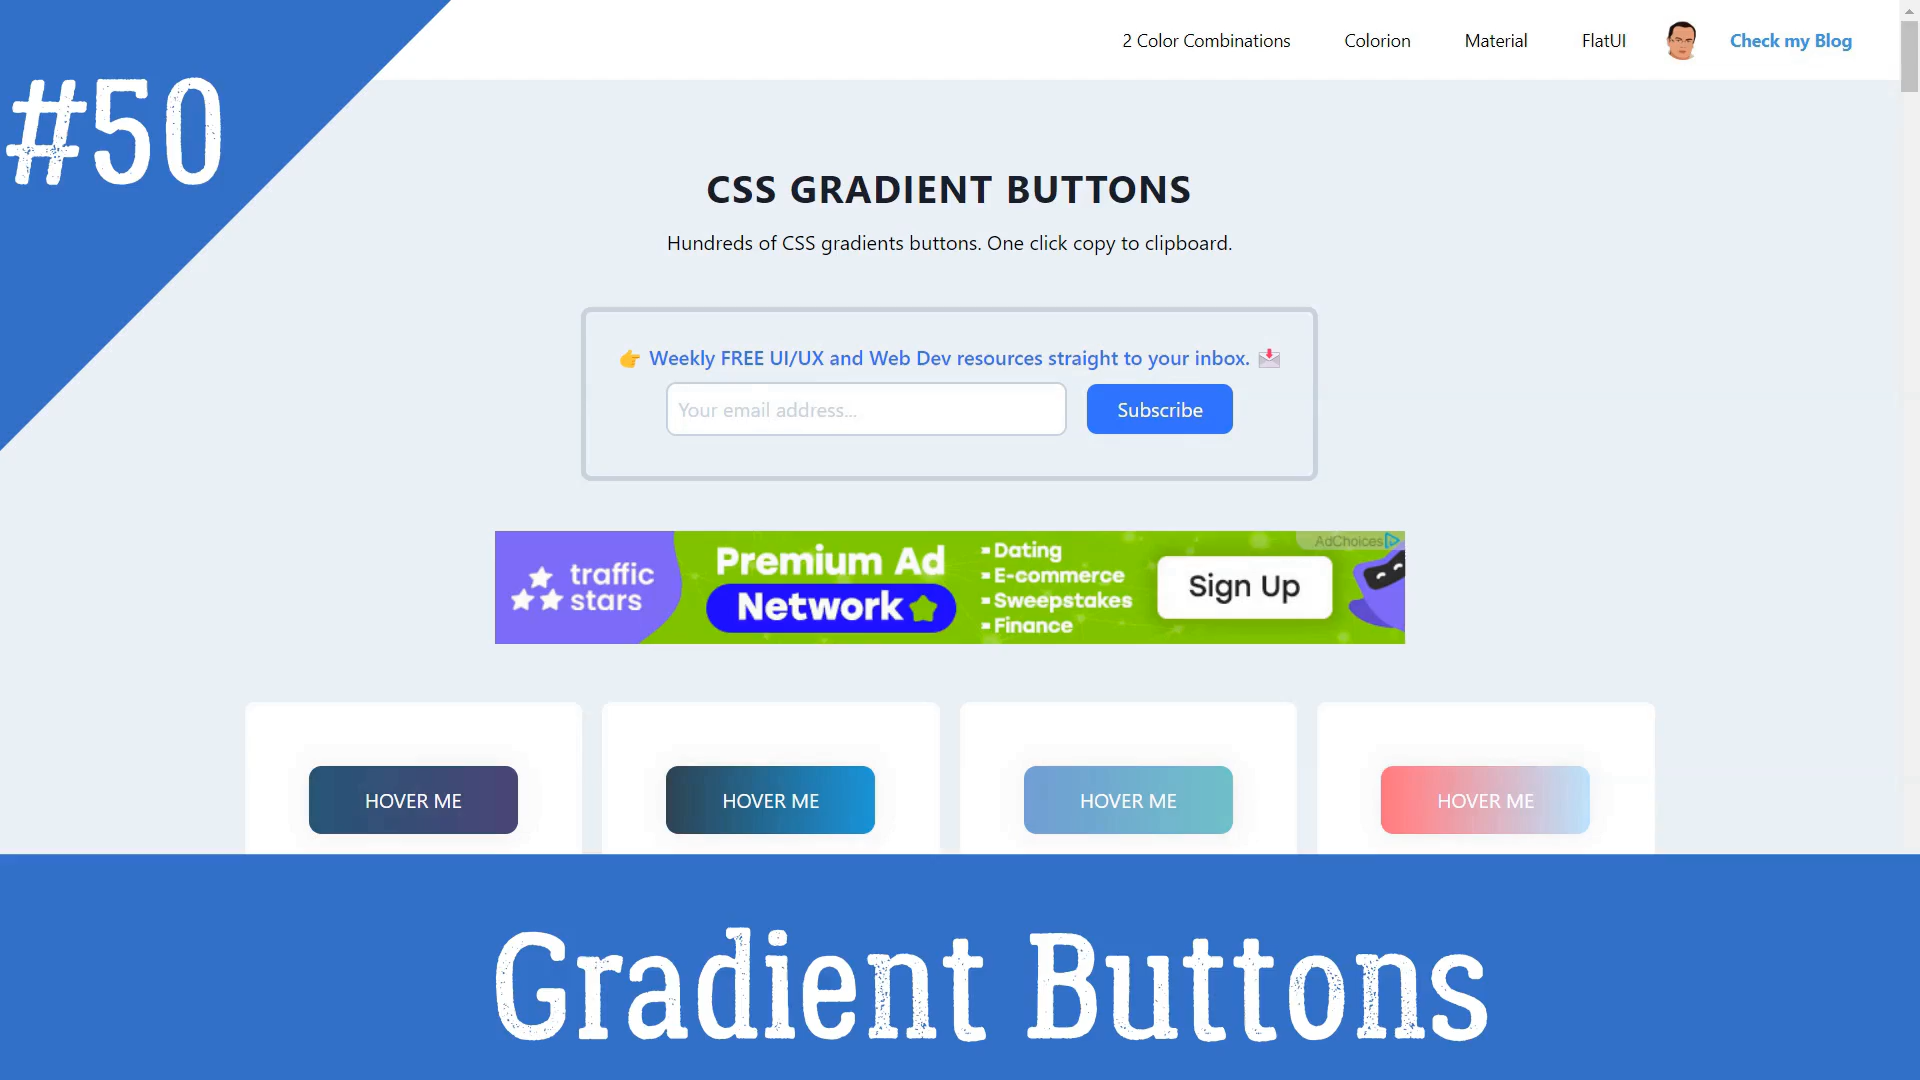 #50
2 Color Combinations
Colorion
Material
FlatUI
Check my Blog
CSS GRADIENT BUTTONS
Hundreds of CSS gradients buttons. One click copy to clipboard.
👉 Weekly FREE UI/UX and Web Dev resources straight to your inbox. 📩
Your email address...
Subscribe
traffic
stars
Premium Ad
Network
- Dating
- E-commerce
- Sweepstakes
- Finance
Sign Up
AdChoices
HOVER ME
HOVER ME
HOVER ME
HOVER ME
Gradient Buttons